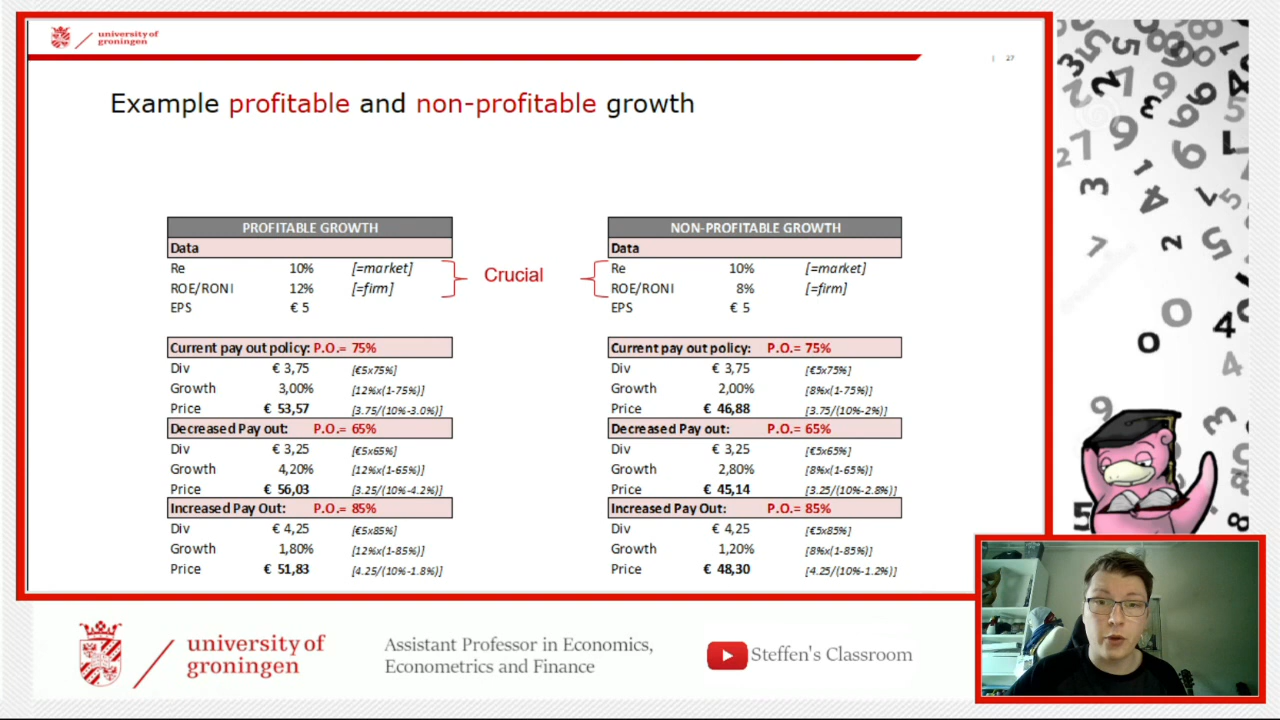 university of
groningen
| 27
Example profitable and non-profitable growth
PROFITABLE GROWTH
Data
Re 10% [=market]
ROE/RONI 12% [=firm]
EPS € 5
Crucial
Current pay out policy: P.O.= 75%
Div € 3,75 [€5x75%]
Growth 3,00% [12%x(1-75%)]
Price € 53,57 [3.75/(10%-3.0%)]
Decreased Pay out: P.O.= 65%
Div € 3,25 [€5x65%]
Growth 4,20% [12%x(1-65%)]
Price € 56,03 [3.25/(10%-4.2%)]
Increased Pay Out: P.O.= 85%
Div € 4,25 [€5x85%]
Growth 1,80% [12%x(1-85%)]
Price € 51,83 [4.25/(10%-1.8%)]
NON-PROFITABLE GROWTH
Data
Re 10% [=market]
ROE/RONI 8% [=firm]
EPS € 5
Current pay out policy: P.O.= 75%
Div € 3,75 [€5x75%]
Growth 2,00% [8%x(1-75%)]
Price € 46,88 [3.75/(10%-2%)]
Decreased Pay out: P.O.= 65%
Div € 3,25 [€5x65%]
Growth 2,80% [8%x(1-65%)]
Price € 45,14 [3.25/(10%-2.8%)]
Increased Pay Out: P.O.= 85%
Div € 4,25 [€5x85%]
Growth 1,20% [8%x(1-85%)]
Price € 48,30 [4.25/(10%-1.2%)]
university of
groningen
Assistant Professor in Economics,
Econometrics and Finance
Steffen's Classroom